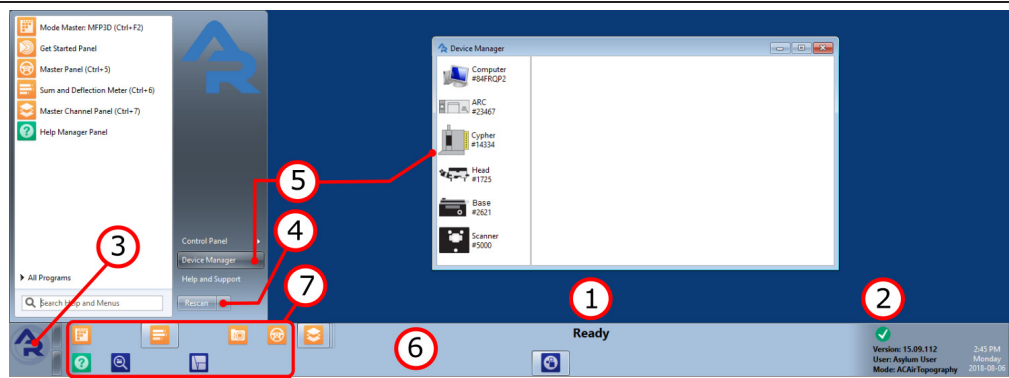 Mode Master: MFP3D (Ctrl+F2)
Get Started Panel
Master Panel (Ctrl+5)
Sum and Deflection Meter (Ctrl+6)
Master Channel Panel (Ctrl+7)
Help Manager Panel
All Programs
Search Help and Menus
AR
Control Panel
Device Manager
Help and Support
Rescan
Device Manager
Computer
#84FRQP2
ARC
#23467
Cypher
#14334
Head
#1725
Base
#2621
Scanner
#5000
5
4
3
7
1
2
6
AR
Ready
Version: 15.09.112
User: Asylum User
Mode: ACAirTopography
2:45 PM
Monday
2018-08-06